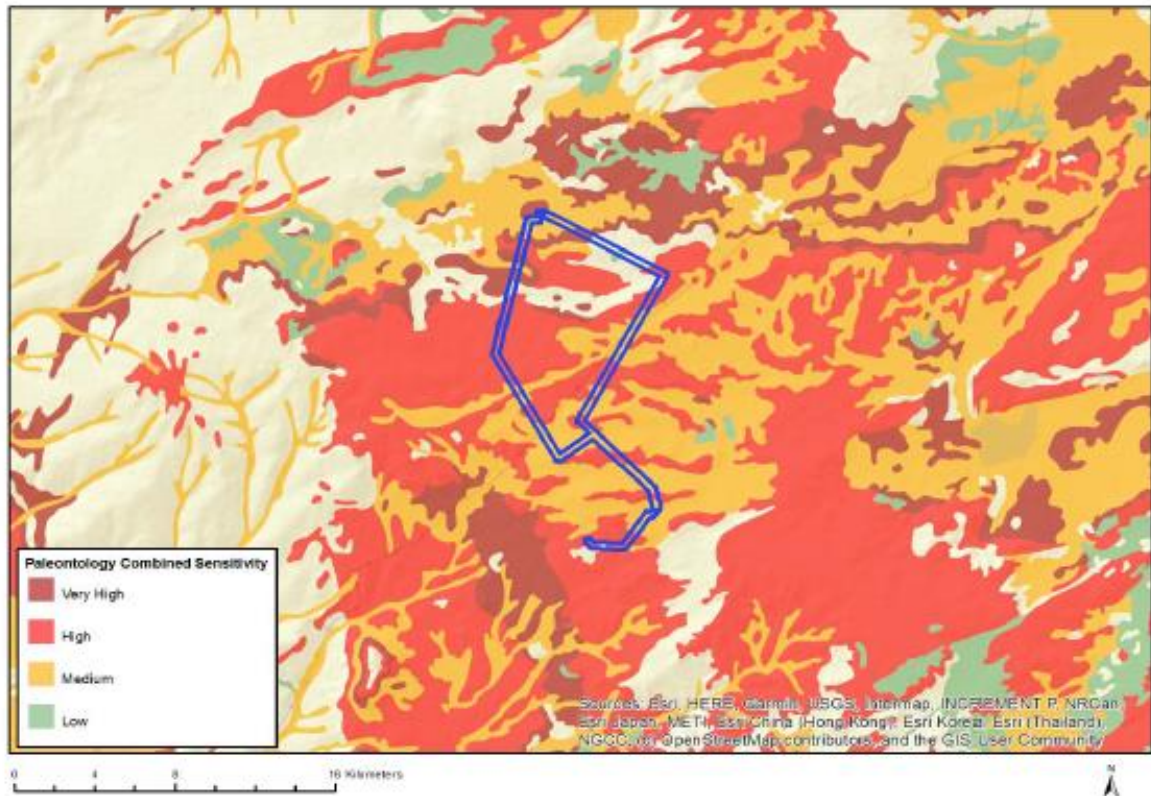 Paleontology Combined Sensitivity
Very High
High
Medium
Low
Sources: Esri, HERE, Garmin, USGS, Intermap, INCREMENT P, NRCan,
Esri Japan, METI, Esri China (Hong Kong), Esri Korea, Esri (Thailand),
NGCC, (c) OpenStreetMap contributors, and the GIS User Community
0 4 8 16 Kilometers
N